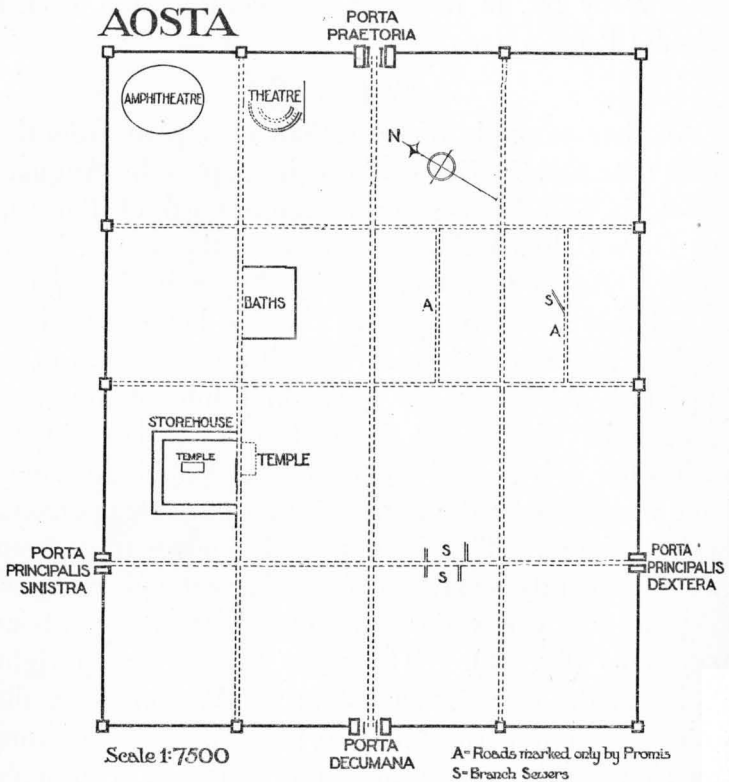 AOSTA
PORTA
PRAETORIA
AMPHITHEATRE
THEATRE
N
BATHS
A
S
A
STOREHOUSE
TEMPLE
TEMPLE
S
S
PORTA
PRINCIPALIS
SINISTRA
PORTA
PRINCIPALIS
DEXTERA
Scale 1:7500
PORTA
DECUMANA
A=Roads marked only by Promis
S=Branch Sewers